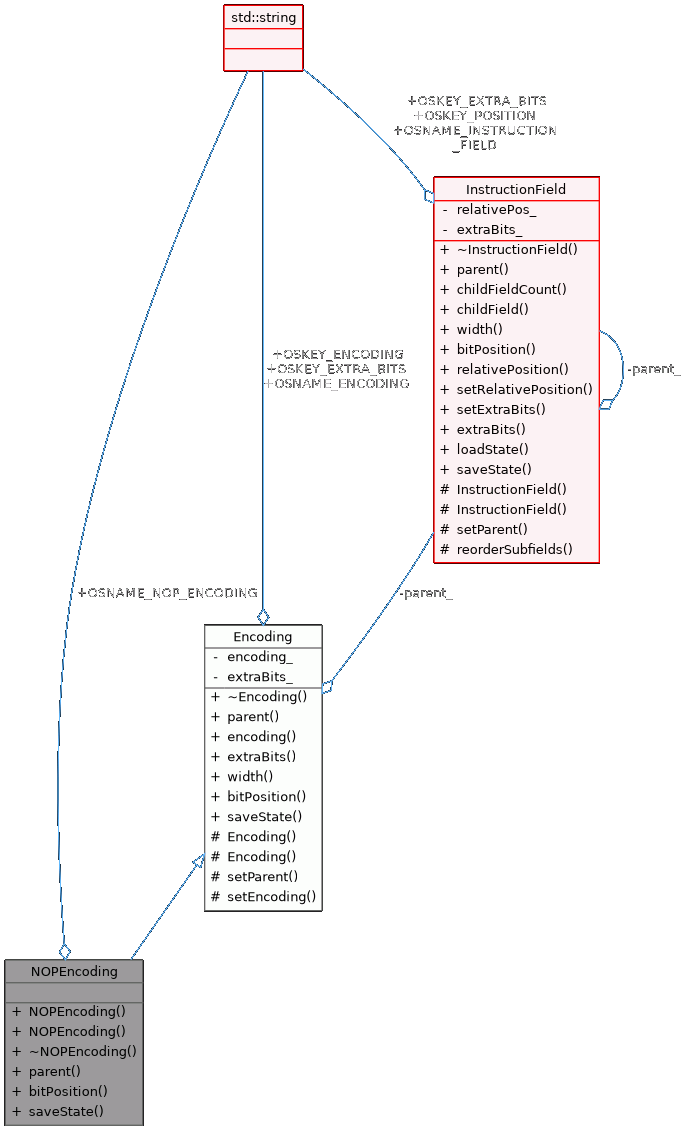 std::string
+OSKEY_EXTRA_BITS
+OSKEY_POSITION
+OSNAME_INSTRUCTION
_FIELD
InstructionField
- relativePos_
- extraBits_
+ ~InstructionField()
+ parent()
+ childFieldCount()
+ childField()
+ width()
+ bitPosition()
+ relativePosition()
+ setRelativePosition()
+ setExtraBits()
+ extraBits()
+ loadState()
+ saveState()
# InstructionField()
# InstructionField()
# setParent()
# reorderSubfields()
-parent_
+OSKEY_ENCODING
+OSKEY_EXTRA_BITS
+OSNAME_ENCODING
+OSNAME_NOP_ENCODING
-parent_
Encoding
- encoding_
- extraBits_
+ ~Encoding()
+ parent()
+ encoding()
+ extraBits()
+ width()
+ bitPosition()
+ saveState()
# Encoding()
# Encoding()
# setParent()
# setEncoding()
NOPEncoding
+ NOPEncoding()
+ NOPEncoding()
+ ~NOPEncoding()
+ parent()
+ bitPosition()
+ saveState()